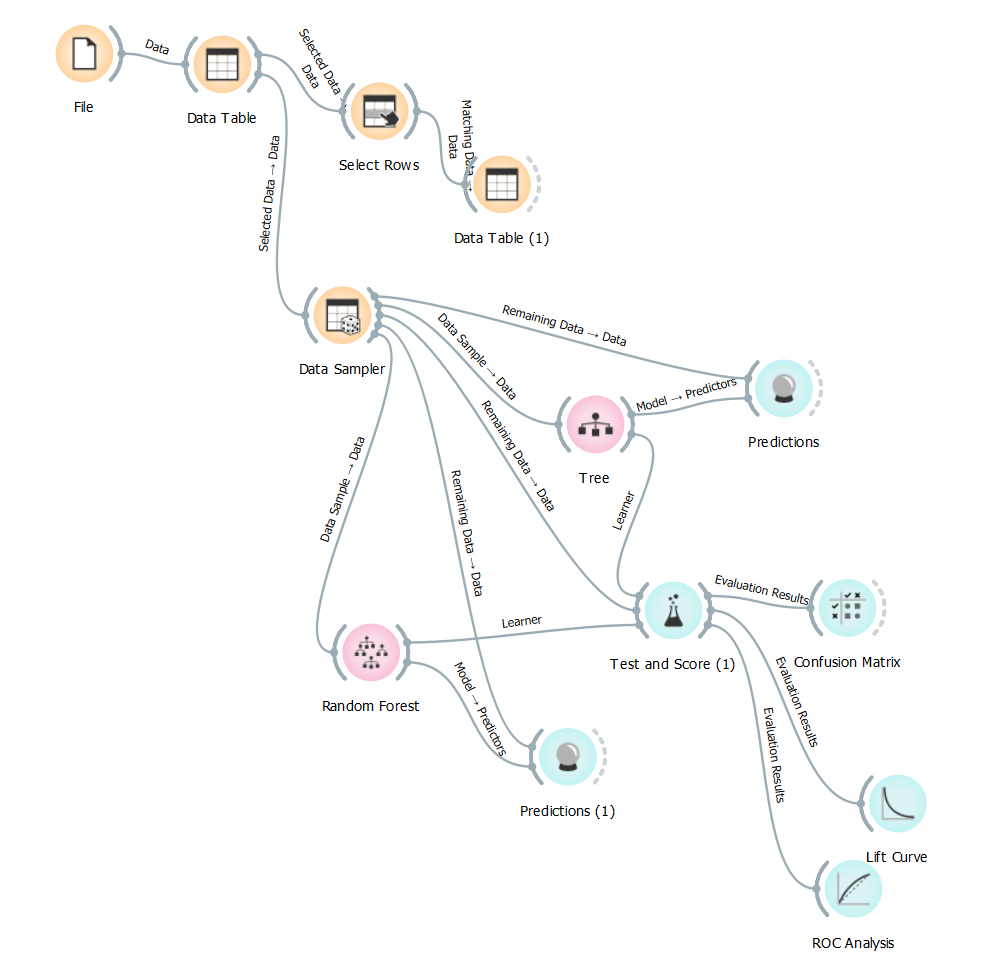 File
Data
Data Table
Selected Data →
Data
Select Rows
Matching Data →
Data
Data Table (1)
Selected Data → Data
Data Sampler
Remaining Data → Data
Data Sample → Data
Model → Predictors
Predictions
Tree
Remaining Data → Data
Learner
Data Sample → Data
Remaining Data → Data
Evaluation Results
Test and Score (1)
Confusion Matrix
Learner
Random Forest
Model → Predictors
Evaluation Results
Evaluation Results
Predictions (1)
Lift Curve
ROC Analysis